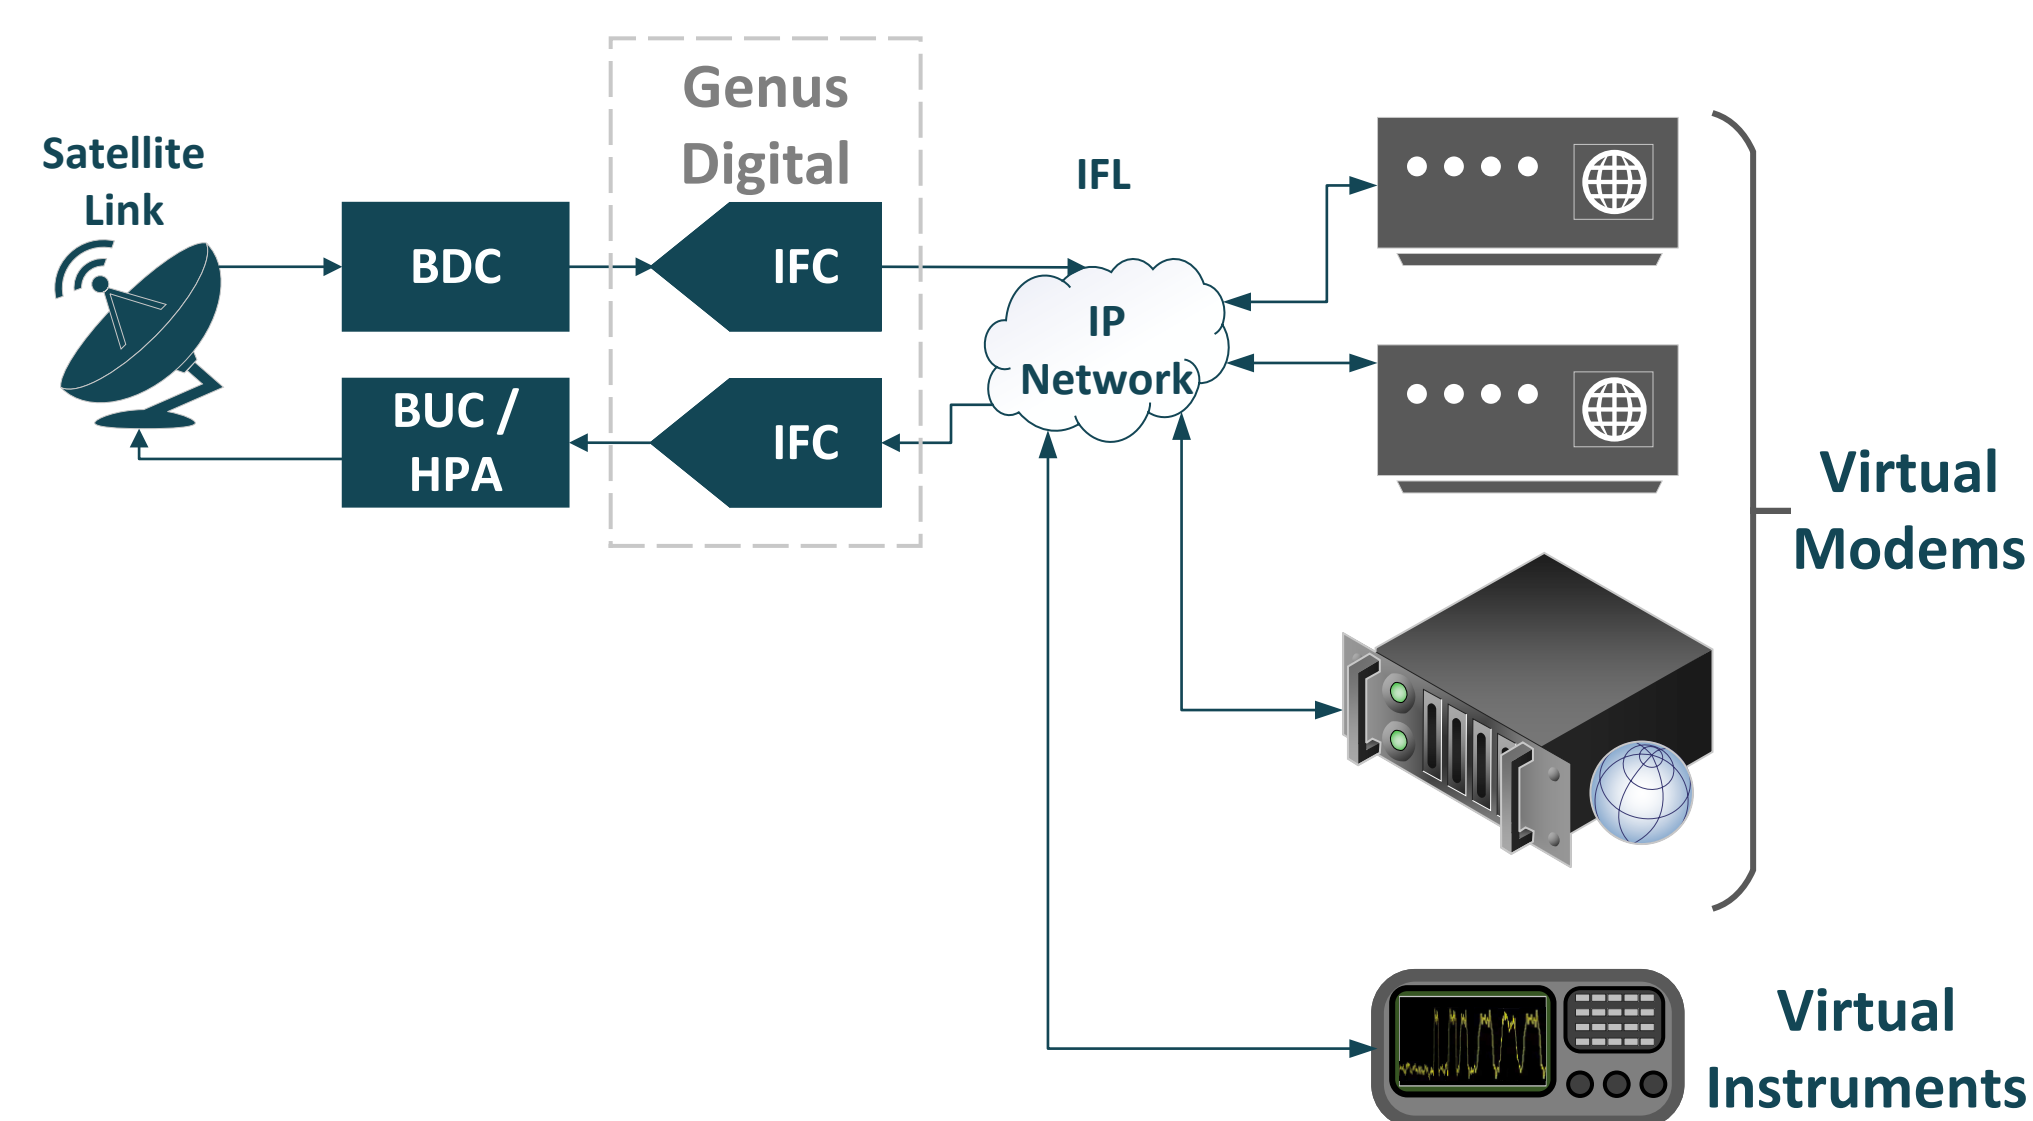 Genus
Digital
Satellite
Link
IFL
BDC
IFC
IP
Network
BUC /
HPA
IFC
Virtual
Modems
Virtual
Instruments